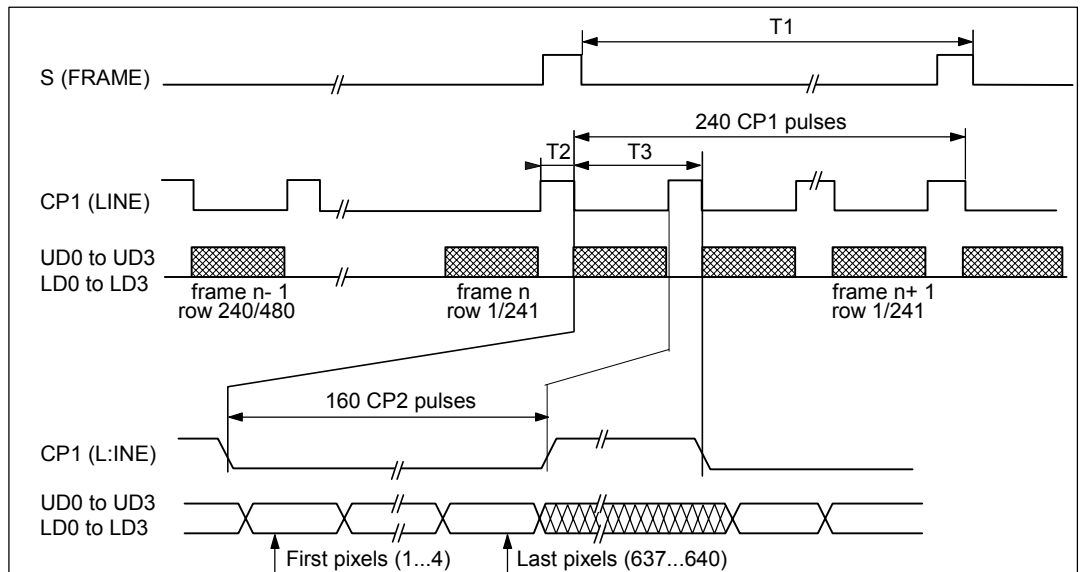 T1
S (FRAME)
240 CP1 pulses
T2
T3
CP1 (LINE)
UD0 to UD3
LD0 to LD3
frame n- 1
row 240/480
frame n
row 1/241
frame n+ 1
row 1/241
160 CP2 pulses
CP1 (L:INE)
UD0 to UD3
LD0 to LD3
First pixels (1...4)
Last pixels (637...640)